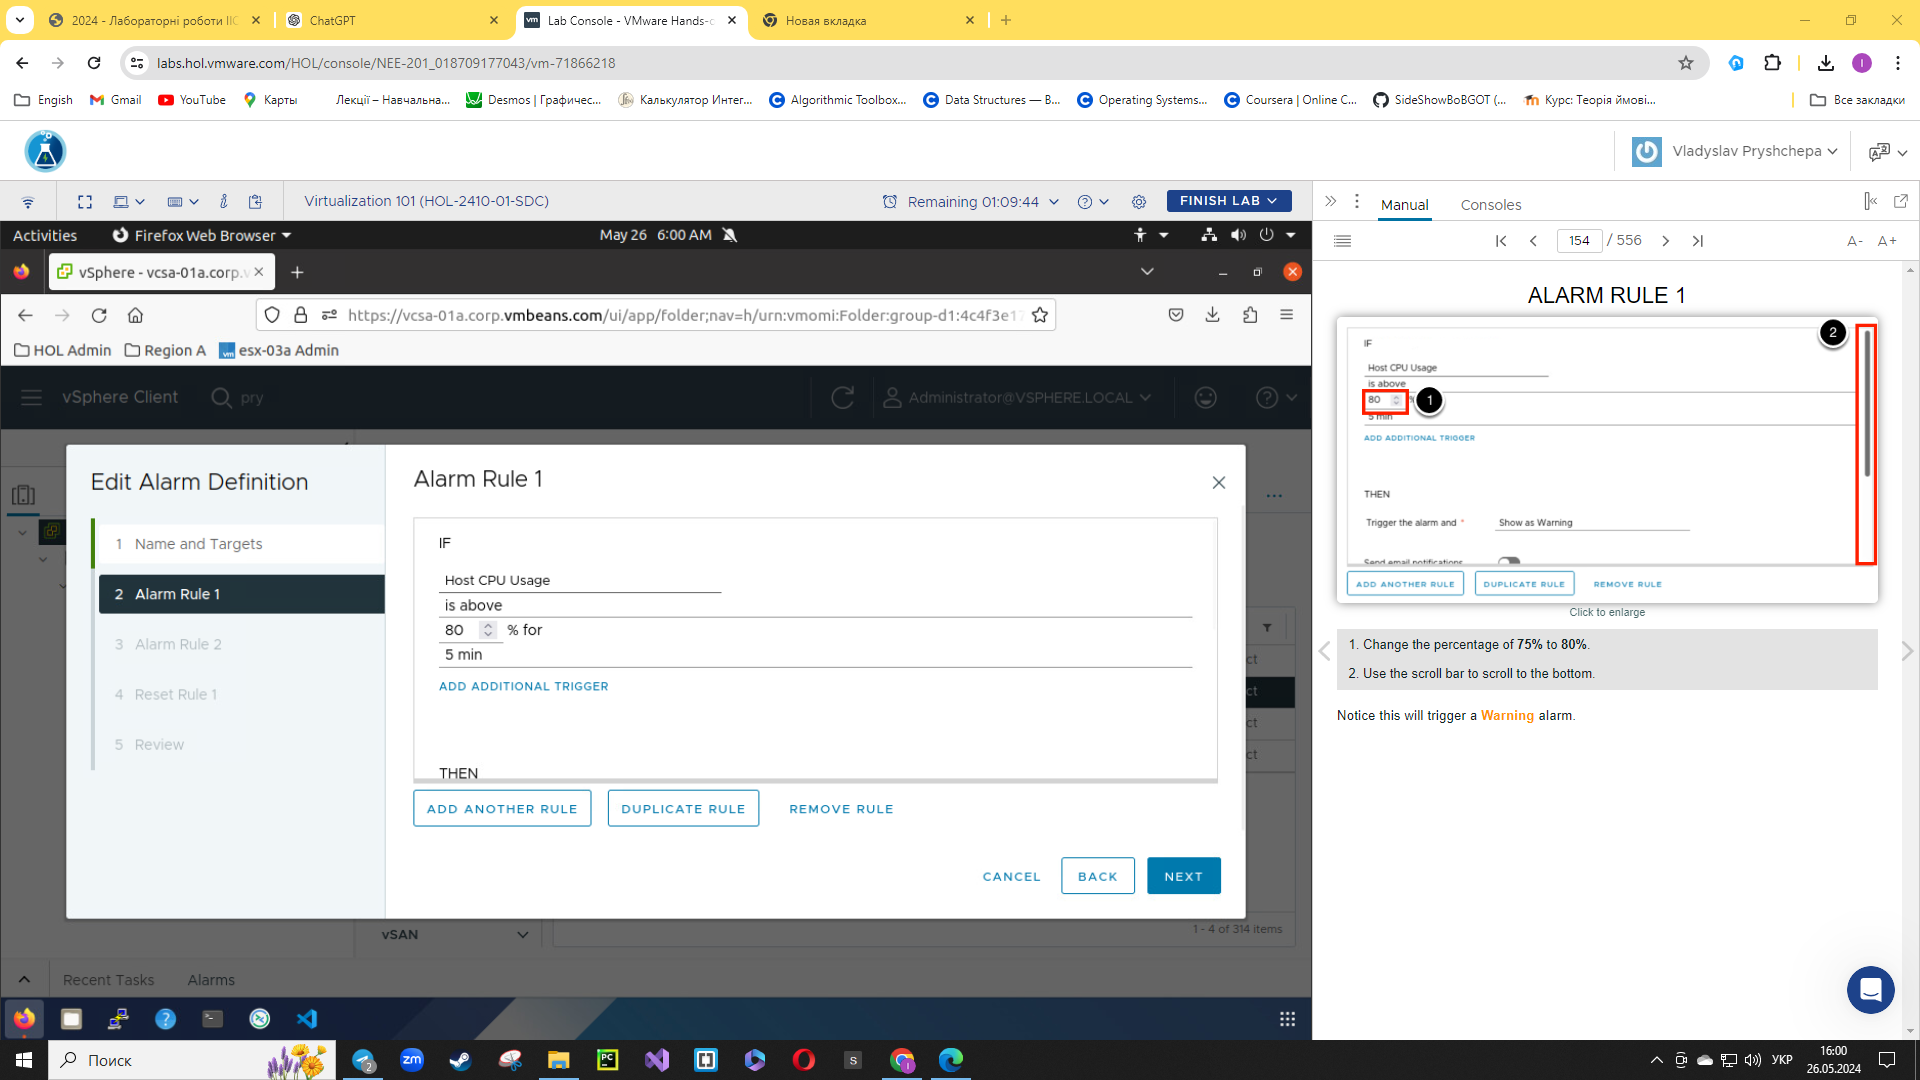 2024 - Лабораторні роботи ІІС
ChatGPT
Lab Console - VMware Hands-o
Новая вкладка
labs.hol.vmware.com/HOL/console/NEE-201_018709177043/vm-71866218
Engish
Gmail
YouTube
Карты
Лекції – Навчальна...
Desmos | Графичес...
Калькулятор Интег...
Algorithmic Toolbox...
Data Structures — B...
Operating Systems...
Coursera | Online C...
SideShowBoBGOT (...
Курс: Теорія ймові...
Все закладки
Vladyslav Pryshchepa
Virtualization 101 (HOL-2410-01-SDC)
Remaining 01:09:44
FINISH LAB
Manual
Consoles
Activities
Firefox Web Browser
May 26 6:00 AM
154 / 556
A-
A+
vSphere - vcsa-01a.corp.v
https://vcsa-01a.corp.vmbeans.com/ui/app/folder;nav=h/urn:vmomi:Folder:group-d1:4c4f3e17
HOL Admin
Region A
esx-03a Admin
vSphere Client
pry
Administrator@VSPHERE.LOCAL
Edit Alarm Definition
1 Name and Targets
2 Alarm Rule 1
3 Alarm Rule 2
4 Reset Rule 1
5 Review
Alarm Rule 1
IF
Host CPU Usage
is above
80 % for
5 min
ADD ADDITIONAL TRIGGER
THEN
ADD ANOTHER RULE
DUPLICATE RULE
REMOVE RULE
CANCEL
BACK
NEXT
ct
ct
ct
ct
vSAN
1 - 4 of 314 items
Recent Tasks
Alarms
ALARM RULE 1
IF
Host CPU Usage
is above
80 %
5 min
1
2
ADD ADDITIONAL TRIGGER
THEN
Trigger the alarm and *
Show as Warning
Send email notifications
ADD ANOTHER RULE
DUPLICATE RULE
REMOVE RULE
Click to enlarge
1. Change the percentage of 75% to 80%.
2. Use the scroll bar to scroll to the bottom.
Notice this will trigger a Warning alarm.
Поиск
2
zm
PC
S
УКР
16:00
26.05.2024